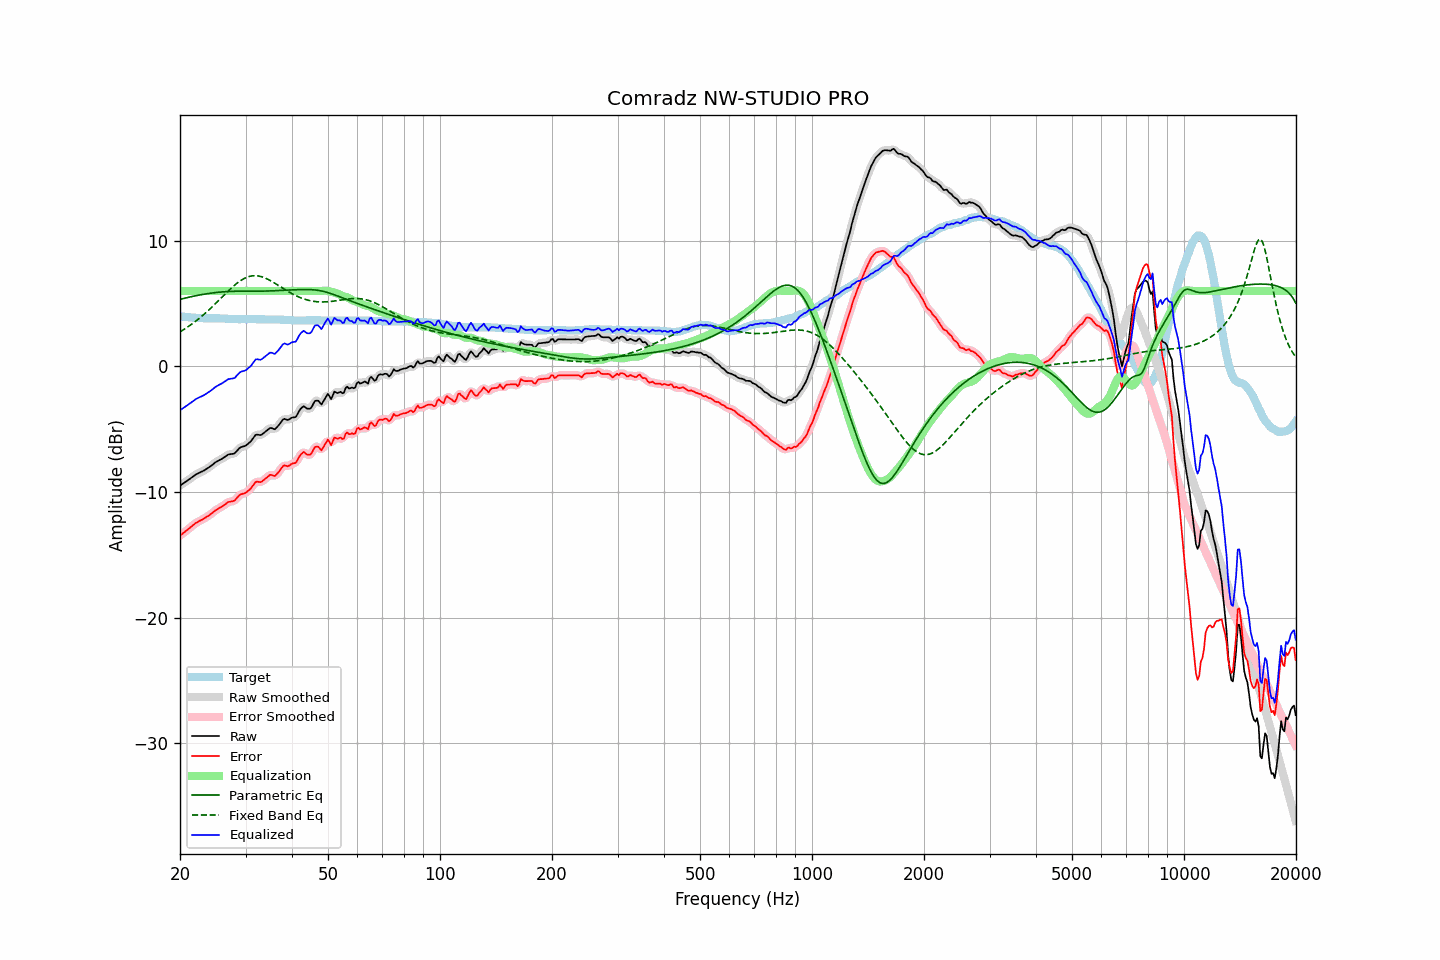 Comradz NW-STUDIO PRO
Amplitude (dBr)
10
0
−10
−20
−30
Target
Raw Smoothed
Error Smoothed
Raw
Error
Equalization
Parametric Eq
Fixed Band Eq
Equalized
20 50 100 200 500 1000 2000 5000 10000 20000
Frequency (Hz)